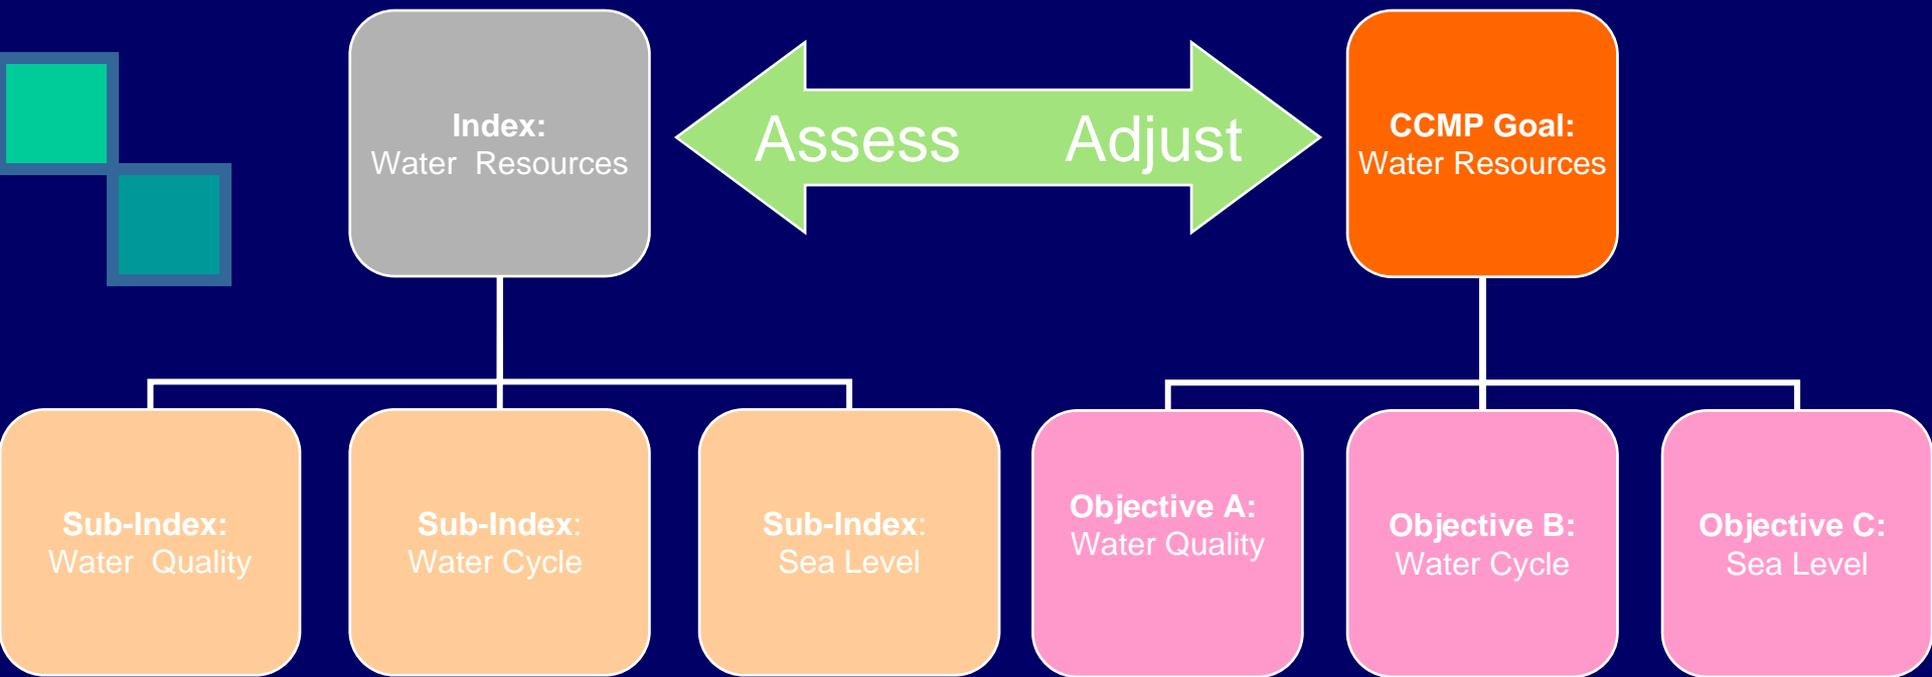 Index:
Water Resources
Assess Adjust
CCMP Goal:
Water Resources
Sub-Index:
Water Quality
Sub-Index:
Water Cycle
Sub-Index:
Sea Level
Objective A:
Water Quality
Objective B:
Water Cycle
Objective C:
Sea Level